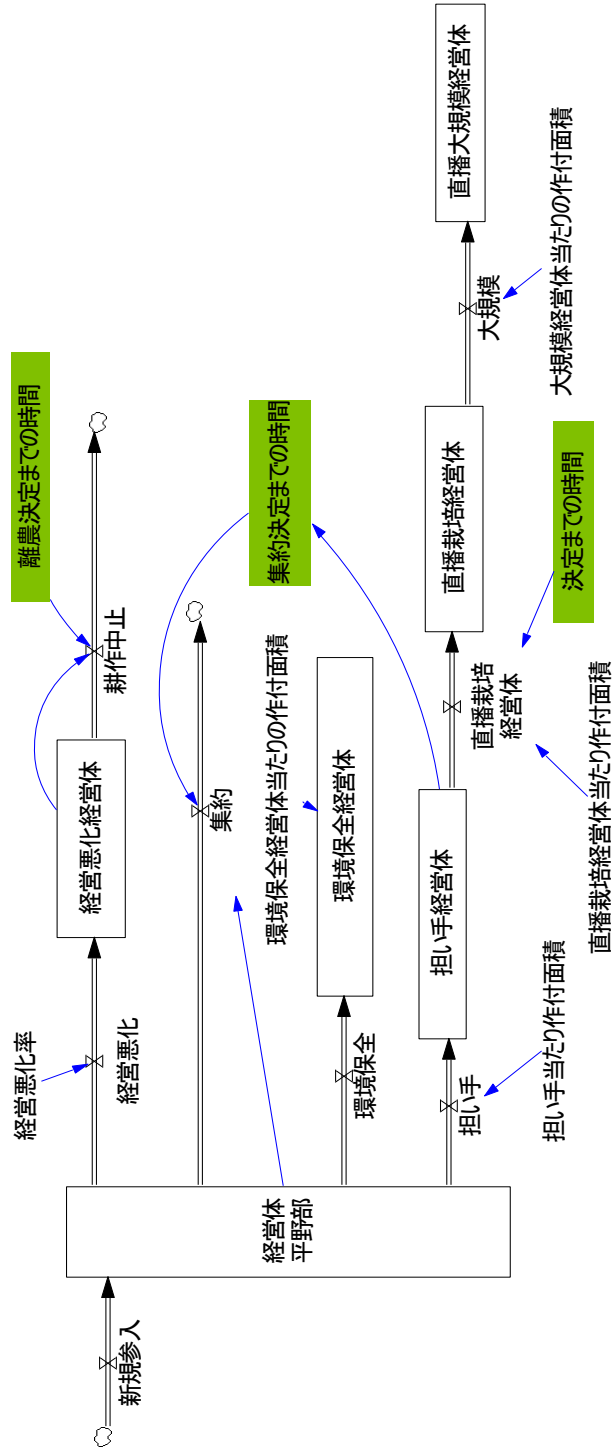 新規参入
経営体
平野部
経営悪化率
経営悪化
経営悪化経営体
離農決定までの時間
耕作中止
集約
集約決定までの時間
環境保全
環境保全経営体当たりの作付面積
環境保全経営体
担い手
担い手当たり作付面積
担い手経営体
直播栽培
経営体
直播栽培経営体当たり作付面積
決定までの時間
直播栽培経営体
大規模
大規模経営体当たりの作付面積
直播大規模経営体